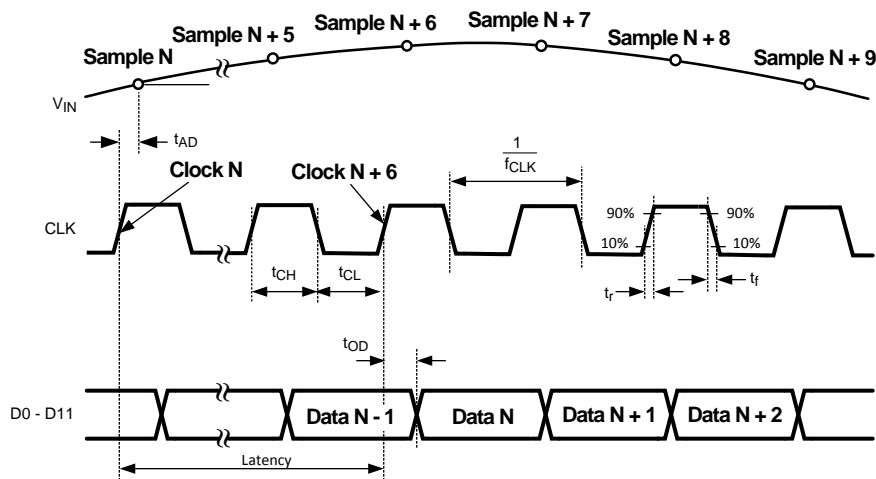 Sample N
Sample N + 5
Sample N + 6
Sample N + 7
Sample N + 8
Sample N + 9
VIN
tAD
Clock N
Clock N + 6
1
fCLK
CLK
90%
90%
10%
10%
tCH
tCL
tr
tf
tOD
D0 - D11
Data N - 1
Data N
Data N + 1
Data N + 2
Latency